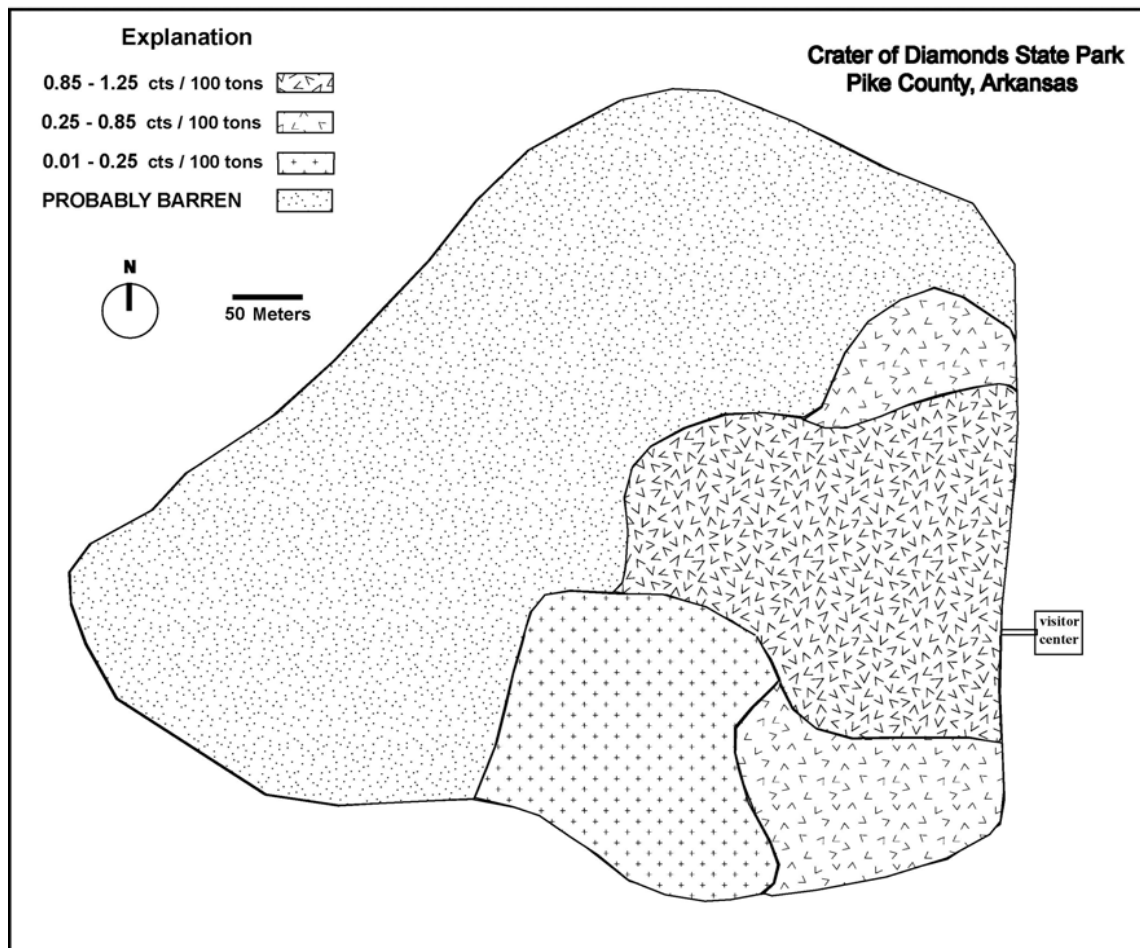 Explanation
0.85 - 1.25 cts / 100 tons
0.25 - 0.85 cts / 100 tons
0.01 - 0.25 cts / 100 tons
PROBABLY BARREN
N
50 Meters
Crater of Diamonds State Park
Pike County, Arkansas
visitor
center